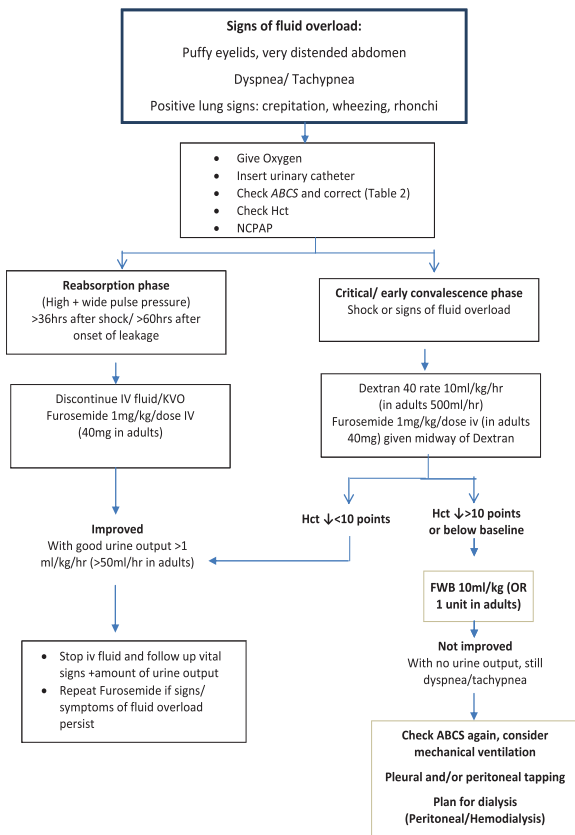 Signs of fluid overload:
Puffy eyelids, very distended abdomen
Dyspnea/ Tachypnea
Positive lung signs: crepitation, wheezing, rhonchi
• Give Oxygen
• Insert urinary catheter
• Check ABCS and correct (Table 2)
• Check Hct
• NCPAP
Reabsorption phase
(High + wide pulse pressure)
>36hrs after shock/ >60hrs after
onset of leakage
Critical/ early convalescence phase
Shock or signs of fluid overload
Discontinue IV fluid/KVO
Furosemide 1mg/kg/dose IV
(40mg in adults)
Dextran 40 rate 10ml/kg/hr
(in adults 500ml/hr)
Furosemide 1mg/kg/dose iv (in adults
40mg) given midway of Dextran
Hct ↓<10 points
Hct ↓>10 points
or below baseline
Improved
With good urine output >1
ml/kg/hr (>50ml/hr in adults)
FWB 10ml/kg (OR
1 unit in adults)
Not improved
With no urine output, still
dyspnea/tachypnea
• Stop iv fluid and follow up vital
signs +amount of urine output
• Repeat Furosemide if signs/
symptoms of fluid overload
persist
Check ABCS again, consider
mechanical ventilation
Pleural and/or peritoneal tapping
Plan for dialysis
(Peritoneal/Hemodialysis)